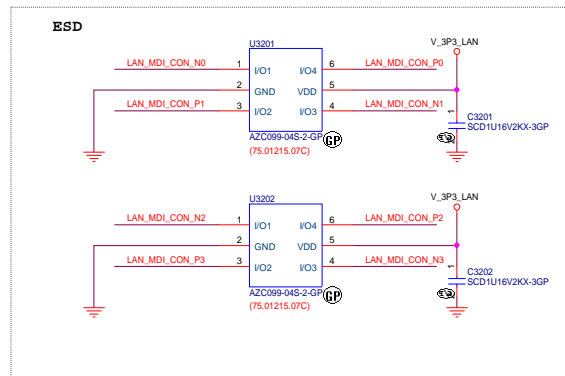 ESD
U3201
V_3P3_LAN
LAN_MDI_CON_N0 1 I/O1 I/O4 6 LAN_MDI_CON_P0
2 GND VDD 5
LAN_MDI_CON_P1 3 I/O2 I/O3 4 LAN_MDI_CON_N1
1
C3201
SCD1U16V2KX-3GP
AZC099-04S-2-GP GP
(75.01215.07C)
U3202
V_3P3_LAN
LAN_MDI_CON_N2 1 I/O1 I/O4 6 LAN_MDI_CON_P2
2 GND VDD 5
LAN_MDI_CON_P3 3 I/O2 I/O3 4 LAN_MDI_CON_N3
1
C3202
SCD1U16V2KX-3GP
AZC099-04S-2-GP GP
(75.01215.07C)